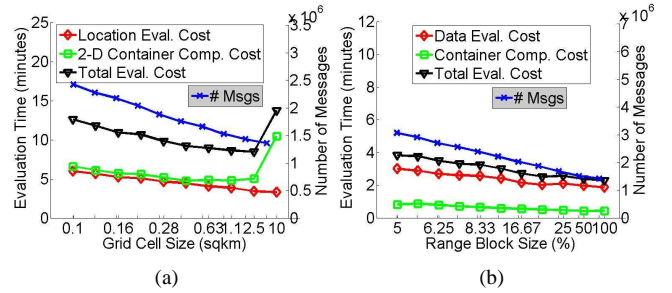 x 10^6
x 10^6
Location Eval. Cost
2-D Container Comp. Cost
Total Eval. Cost
# Msgs
Evaluation Time (minutes)
25
20
15
10
5
0
3.5
3
2.5
2
1.5
1
0.5
0
Number of Messages
0.1 0.16 0.28 0.63 1.1 2.5 10
Grid Cell Size (sqkm)
(a)
Data Eval. Cost
Container Comp. Cost
Total Eval. Cost
# Msgs
Evaluation Time (minutes)
12
10
8
6
4
2
0
7
6
5
4
3
2
1
0
Number of Messages
5 6.25 8.33 16.67 25 50 100
Range Block Size (%)
(b)